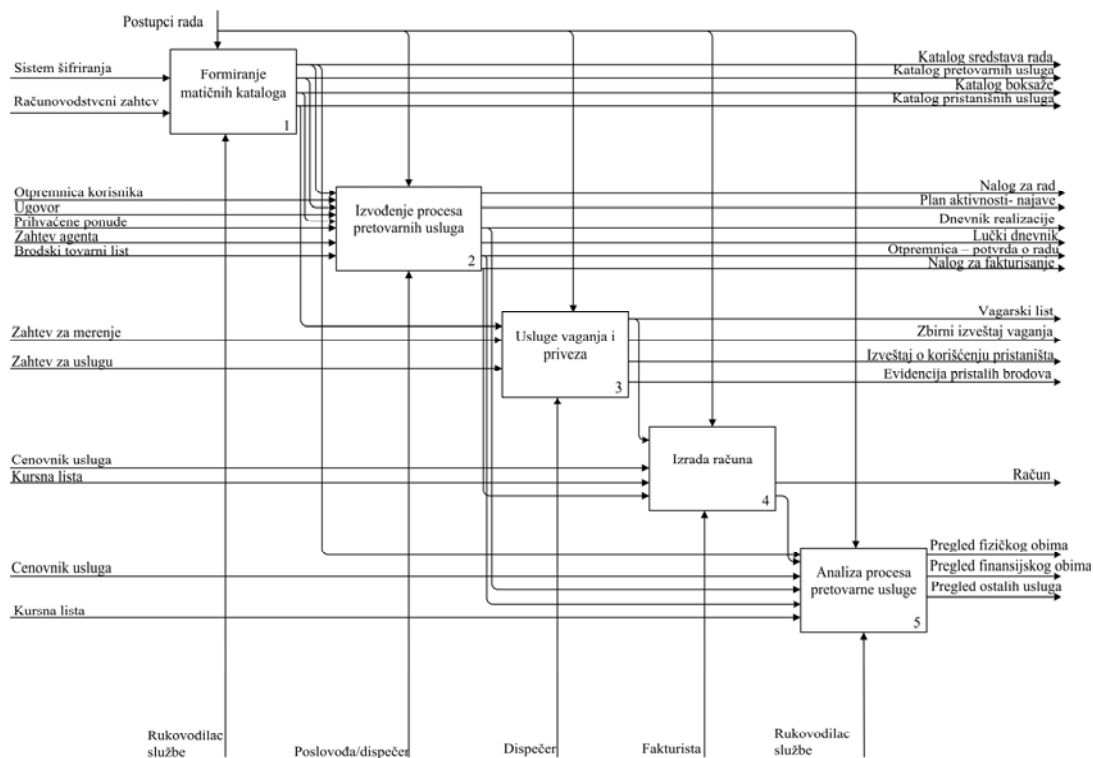 Postupci rada
Sistem šifriranja
Računovodstveni zahtev
Formiranje
matičnih kataloga
1
Katalog sredstava rada
Katalog pretovarnih usluga
Katalog boksaže
Katalog pristanišnih usluga
Otpremnica korisnika
Ugovor
Prihvaćene ponude
Zahtev agenta
Brodski tovarni list
Izvođenje procesa
pretovarnih usluga
2
Nalog za rad
Plan aktivnosti- najave
Dnevnik realizacije
Lučki dnevnik
Otpremnica – potvrda o radu
Nalog za fakturisanje
Zahtev za merenje
Zahtev za uslugu
Usluge vaganja i
priveza
3
Vagarski list
Zbirni izveštaj vaganja
Izveštaj o korišćenju pristaništa
Evidencija pristalih brodova
Cenovnik usluga
Kursna lista
Izrada računa
4
Račun
Cenovnik usluga
Kursna lista
Analiza procesa
pretovarne usluge
5
Pregled fizičkog obima
Pregled finansijskog obima
Pregled ostalih usluga
Rukovodilac
službe
Poslovođa/dispečer
Dispečer
Fakturista
Rukovodilac
službe